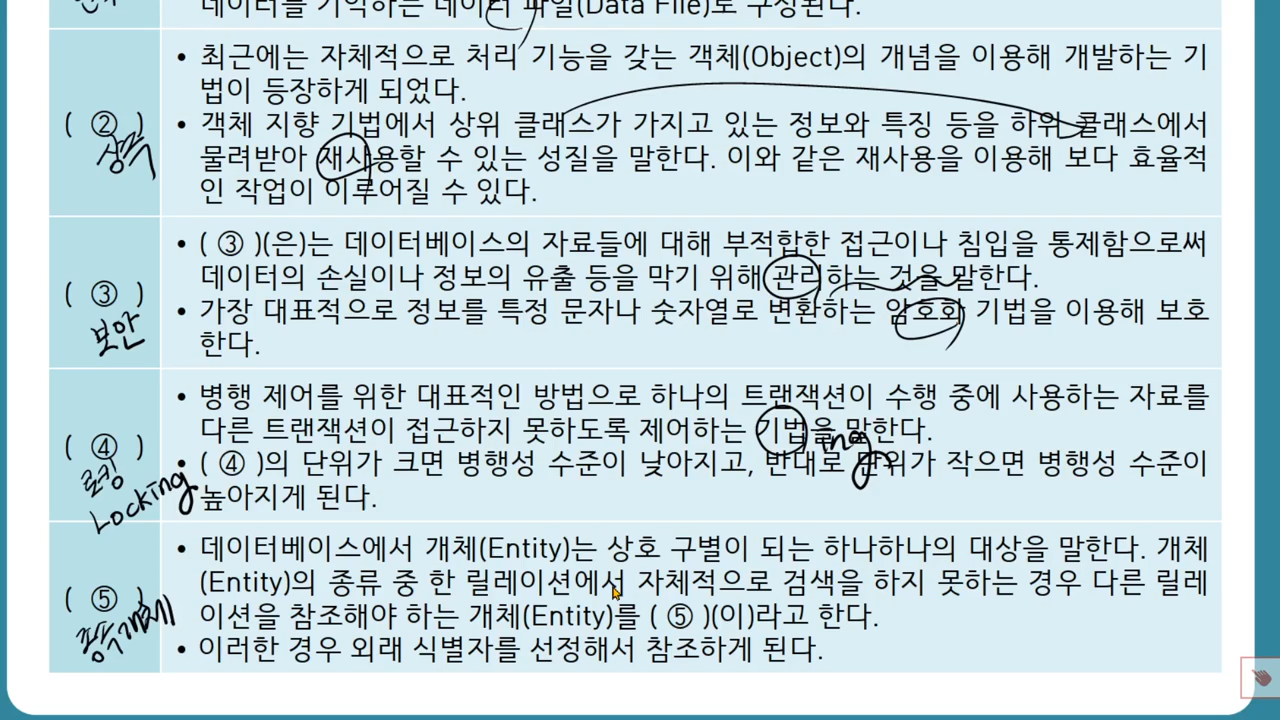 데이터를 기억하는 데이터 파일(Data File)로 구성된다.
( ② )
상속
• 최근에는 자체적으로 처리 기능을 갖는 객체(Object)의 개념을 이용해 개발하는 기
법이 등장하게 되었다.
• 객체 지향 기법에서 상위 클래스가 가지고 있는 정보와 특징 등을 하위 클래스에서
물려받아 재사용할 수 있는 성질을 말한다. 이와 같은 재사용을 이용해 보다 효율적
인 작업이 이루어질 수 있다.
( ③ )
보안
• ( ③ )(은)는 데이터베이스의 자료들에 대해 부적합한 접근이나 침입을 통제함으로써
데이터의 손실이나 정보의 유출 등을 막기 위해 관리하는 것을 말한다.
• 가장 대표적으로 정보를 특정 문자나 숫자열로 변환하는 암호화 기법을 이용해 보호
한다.
( ④ )
로킹
Locking
• 병행 제어를 위한 대표적인 방법으로 하나의 트랜잭션이 수행 중에 사용하는 자료를
다른 트랜잭션이 접근하지 못하도록 제어하는 기법을 말한다.
ing
• ( ④ )의 단위가 크면 병행성 수준이 낮아지고, 반대로 단위가 작으면 병행성 수준이
높아지게 된다.
( ⑤ )
종속개체
• 데이터베이스에서 개체(Entity)는 상호 구별이 되는 하나하나의 대상을 말한다. 개체
(Entity)의 종류 중 한 릴레이션에서 자체적으로 검색을 하지 못하는 경우 다른 릴레
이션을 참조해야 하는 개체(Entity)를 ( ⑤ )(이)라고 한다.
• 이러한 경우 외래 식별자를 선정해서 참조하게 된다.